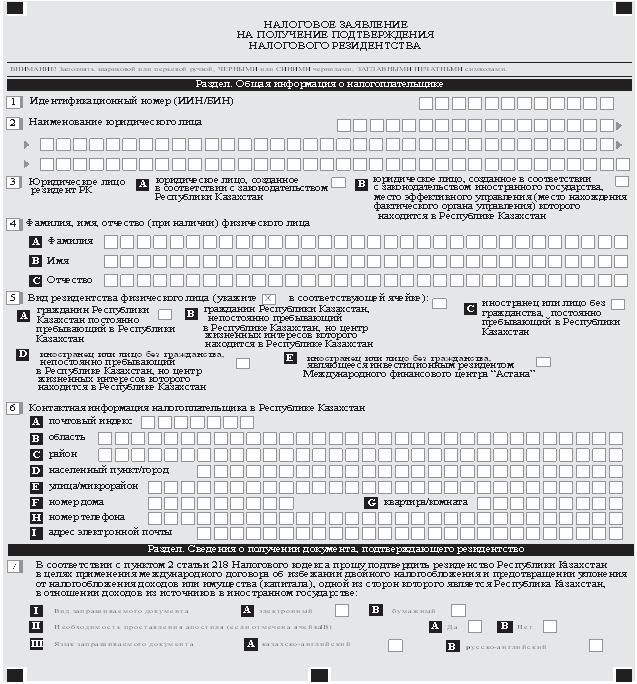 НАЛОГОВОЕ ЗАЯВЛЕНИЕ
НА ПОЛУЧЕНИЕ ПОДТВЕРЖДЕНИЯ
НАЛОГОВОГО РЕЗИДЕНТСТВА
ВНИМАНИЕ! Заполнять шариковой или перьевой ручкой, ЧЕРНЫМИ или СИНИМИ чернилами, ЗАГЛАВНЫМИ ПЕЧАТНЫМИ символами.
Раздел. Общая информация о налогоплательщике
1 Идентификационный номер (ИИН/БИН)
2 Наименование юридического лица
3 Юридическое лицо резидент РК
A юридическое лицо, созданное
в соответствии с законодательством
Республики Казахстан
B юридическое лицо, созданное в соответствии
с законодательством иностранного государства,
место эффективного управления (место нахождения
фактического органа управления) которого
находится в Республике Казахстан
4 Фамилия, имя, отчество (при наличии) физического лица
A Фамилия
B Имя
C Отчество
5 Вид резидентства физического лица (укажите X в соответствующей ячейке):
A гражданин Республики
Казахстан постоянно
пребывающий в Республики
Казахстан
B гражданин Республики Казахстан,
непостоянно пребывающий
в Республике Казахстан, но центр
жизненных интересов которого
находится в Республике Казахстан
C иностранец или лицо без
гражданства, постоянно
пребывающий в Республике
Казахстан
D иностранец или лицо без гражданства,
непостоянно пребывающий
в Республике Казахстан, но центр
жизненных интересов которого
находится в Республике Казахстан
E иностранец или лицо без гражданства,
являющееся инвестиционным резидентом
Международного финансового центра “Астана”
6 Контактная информация налогоплательщика в Республике Казахстан
A почтовый индекс
B область
C район
D населенный пункт/город
E улица/микрорайон
F номер дома G квартира/комната
H номер телефона
I адрес электронной почты
Раздел. Сведения о получении документа, подтверждающего резидентство
7 В соответствии с пунктом 2 статьи 218 Налогового кодекса прошу подтвердить резиденство Республики Казахстан
в целях применения международного договора об избежании двойного налогообложения и предотвращении уклонения
от налогообложения доходов или имущества (капитала), одной из сторон которого является Республика Казахстан,
в отношении доходов из источников в иностранном государстве:
I Вид запрашиваемого документа A электронный B бумажный
II Необходимость проставления апостиля (если отмечена ячейка IB) A Да B Нет
III Язык запрашиваемого документа A казахско-английский B русско-английский